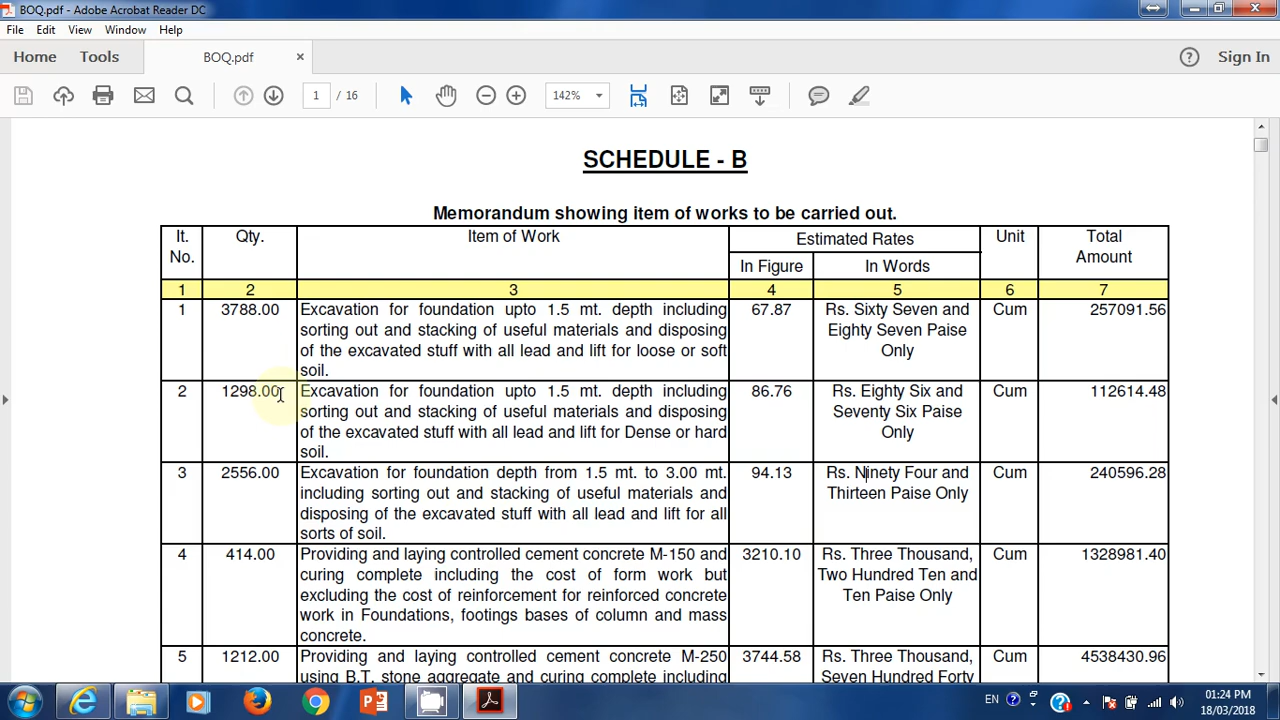 BOQ.pdf - Adobe Acrobat Reader DC
File Edit View Window Help
Home Tools BOQ.pdf × ? Sign In
1 / 16 142%
SCHEDULE - B
Memorandum showing item of works to be carried out.
It. No. Qty. Item of Work Estimated Rates Unit Total Amount
In Figure In Words
1 2 3 4 5 6 7
1 3788.00 Excavation for foundation upto 1.5 mt. depth including 67.87 Rs. Sixty Seven and Cum 257091.56
sorting out and stacking of useful materials and disposing Eighty Seven Paise
of the excavated stuff with all lead and lift for loose or soft Only
soil.
2 1298.00 Excavation for foundation upto 1.5 mt. depth including 86.76 Rs. Eighty Six and Cum 112614.48
sorting out and stacking of useful materials and disposing Seventy Six Paise
of the excavated stuff with all lead and lift for Dense or hard Only
soil.
3 2556.00 Excavation for foundation depth from 1.5 mt. to 3.00 mt. 94.13 Rs. Ninety Four and Cum 240596.28
including sorting out and stacking of useful materials and Thirteen Paise Only
disposing of the excavated stuff with all lead and lift for all
sorts of soil.
4 414.00 Providing and laying controlled cement concrete M-150 and 3210.10 Rs. Three Thousand, Cum 1328981.40
curing complete including the cost of form work but Two Hundred Ten and
excluding the cost of reinforcement for reinforced concrete Ten Paise Only
work in Foundations, footings bases of column and mass
concrete.
5 1212.00 Providing and laying controlled cement concrete M-250 3744.58 Rs. Three Thousand, Cum 4538430.96
using B.T. stone aggregate and curing complete including Seven Hundred Forty
EN 01:24 PM
18/03/2018